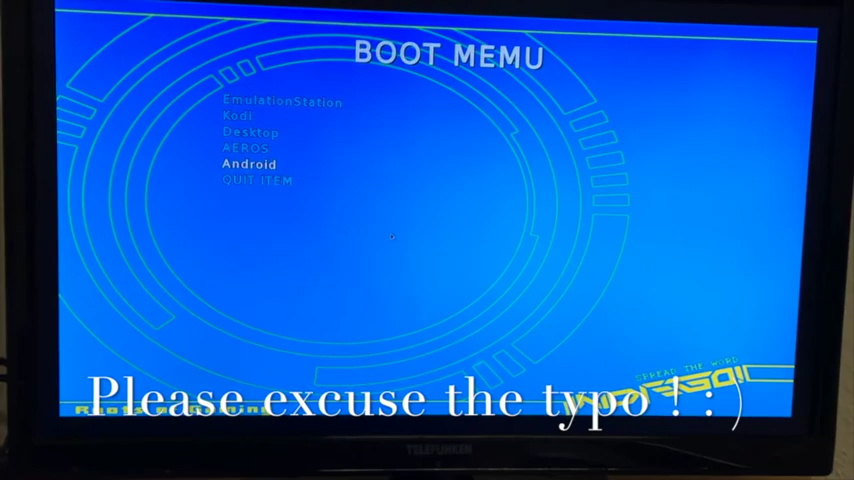 BOOT MEMU
EmulationStation
Kodi
Desktop
AEROS
Android
QUIT ITEM
SPREAD THE WORD
Please excuse the typo ! : )
TELEFUNKEN